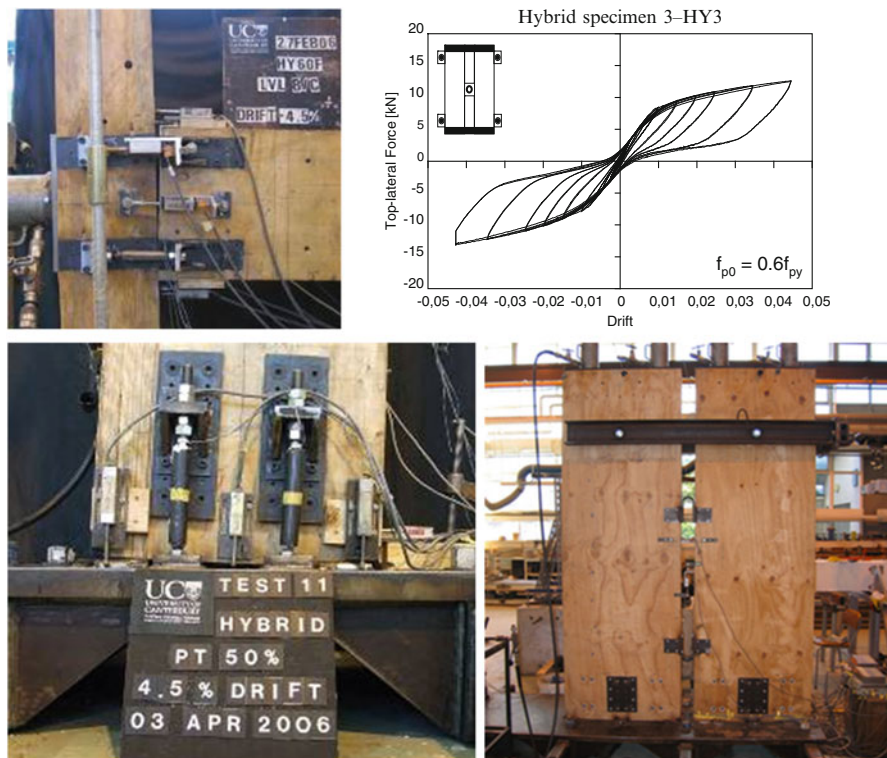 UC
27FEB06
HY60F
LVL B/C
DRIFT-4.5%
Hybrid specimen 3–HY3
Top-lateral Force [kN]
20
15
10
5
0
-5
-10
-15
-20
f_p0 = 0.6f_py
-0,05 -0,04 -0,03 -0,02 -0,01 0 0,01 0,02 0,03 0,04 0,05
Drift
UC
UNIVERSITY OF
CANTERBURY
TEST 11
HYBRID
PT 50%
4.5% DRIFT
03 APR 2006